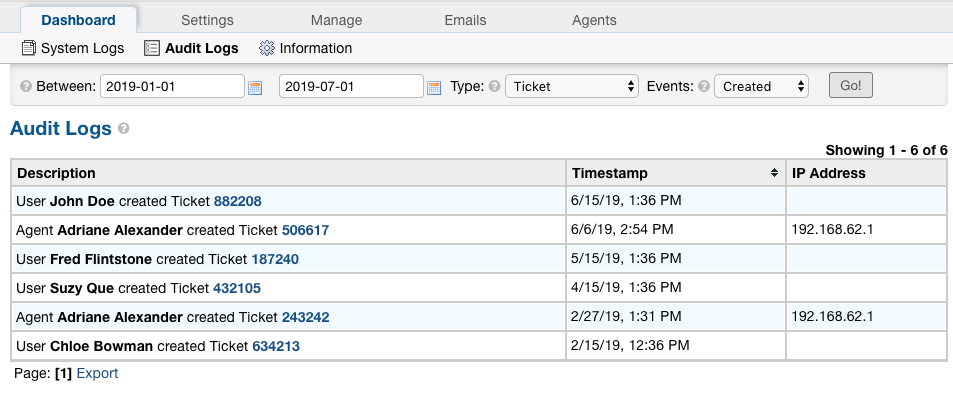 Dashboard Settings Manage Emails Agents
System Logs Audit Logs Information
? Between: 2019-01-01 2019-07-01 Type: ? Ticket Events: ? Created Go!
Audit Logs ?
Showing 1 - 6 of 6
Description Timestamp IP Address
User John Doe created Ticket 882208 6/15/19, 1:36 PM
Agent Adriane Alexander created Ticket 506617 6/6/19, 2:54 PM 192.168.62.1
User Fred Flintstone created Ticket 187240 5/15/19, 1:36 PM
User Suzy Que created Ticket 432105 4/15/19, 1:36 PM
Agent Adriane Alexander created Ticket 243242 2/27/19, 1:31 PM 192.168.62.1
User Chloe Bowman created Ticket 634213 2/15/19, 12:36 PM
Page: [1] Export